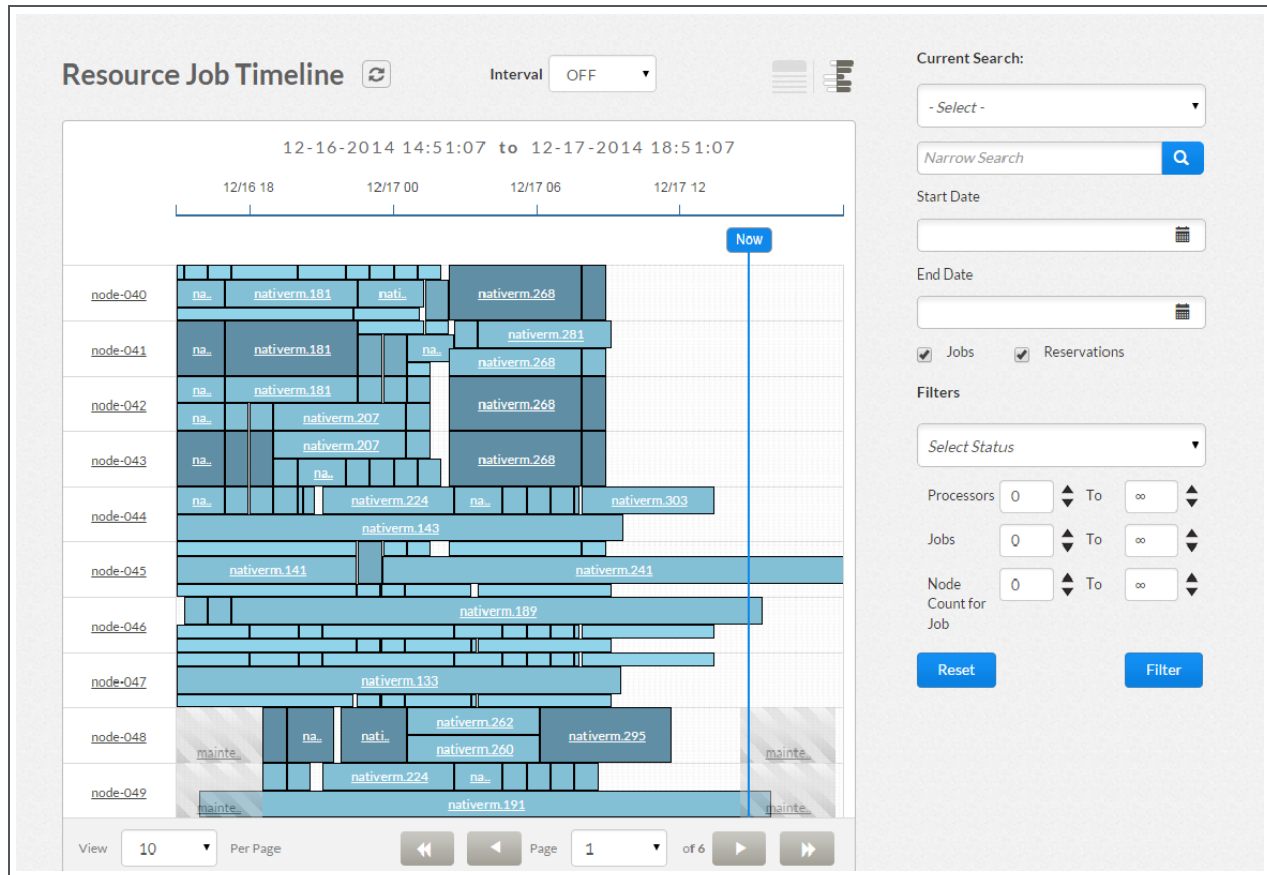 Resource Job Timeline
Interval OFF
12-16-2014 14:51:07 to 12-17-2014 18:51:07
12/16 18 12/17 00 12/17 06 12/17 12
Now
node-040 na.. nativerm.181 nati.. nativerm.268
node-041 na.. nativerm.181 na.. nativerm.281
nativerm.268
node-042 na.. nativerm.181 nativerm.268
na.. nativerm.207
node-043 na.. nativerm.207 nativerm.268
na..
node-044 na.. nativerm.224 na.. nativerm.303
nativerm.143
node-045 nativerm.141 nativerm.241
node-046 nativerm.189
node-047 nativerm.133
node-048 mainte.. na.. nati.. nativerm.262 nativerm.295 mainte..
nativerm.260
node-049 mainte.. nativerm.224 na.. mainte..
nativerm.191
View 10 Per Page Page 1 of 6
Current Search:
- Select -
Narrow Search
Start Date
End Date
Jobs Reservations
Filters
Select Status
Processors 0 To ∞
Jobs 0 To ∞
Node Count for Job 0 To ∞
Reset Filter